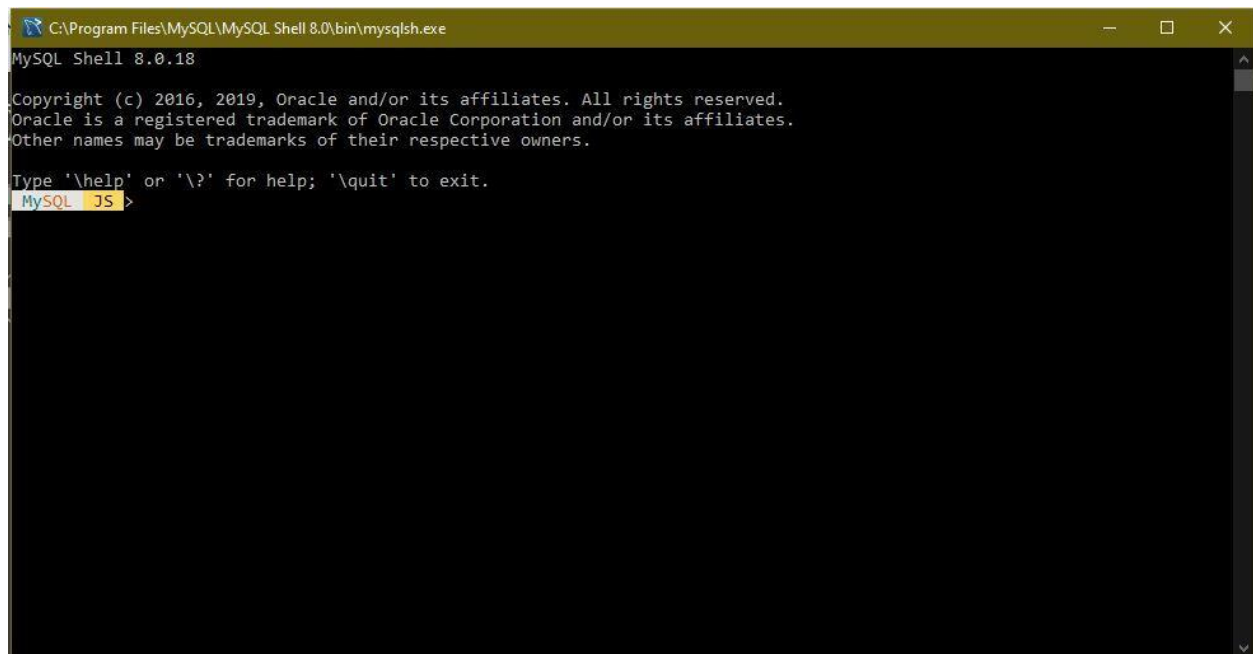 C:\Program Files\MySQL\MySQL Shell 8.0\bin\mysqlsh.exe
MySQL Shell 8.0.18
Copyright (c) 2016, 2019, Oracle and/or its affiliates. All rights reserved.
Oracle is a registered trademark of Oracle Corporation and/or its affiliates.
Other names may be trademarks of their respective owners.
Type '\help' or '\?' for help; '\quit' to exit.
MySQL JS >